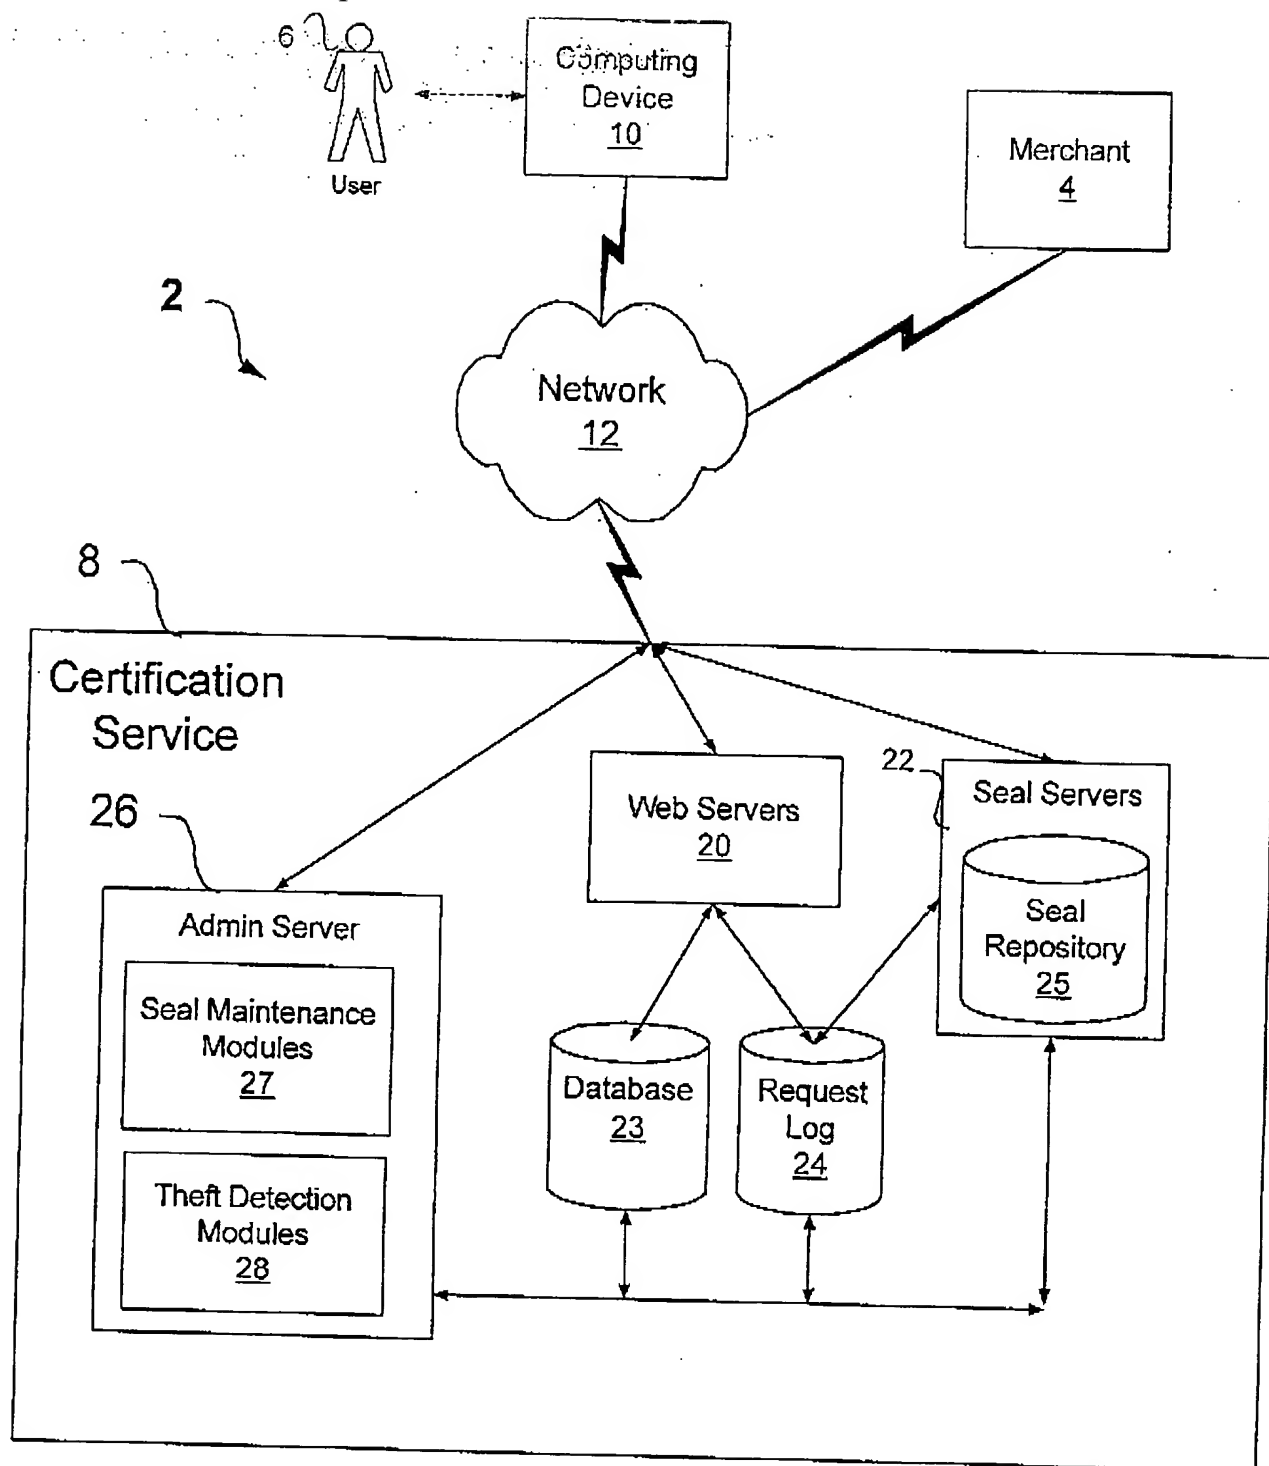 6
User
Computing
Device
10
Merchant
4
2
Network
12
8
Certification
Service
26
Admin Server
Seal Maintenance
Modules
27
Theft Detection
Modules
28
Web Servers
20
22
Seal Servers
Seal
Repository
25
Database
23
Request
Log
24